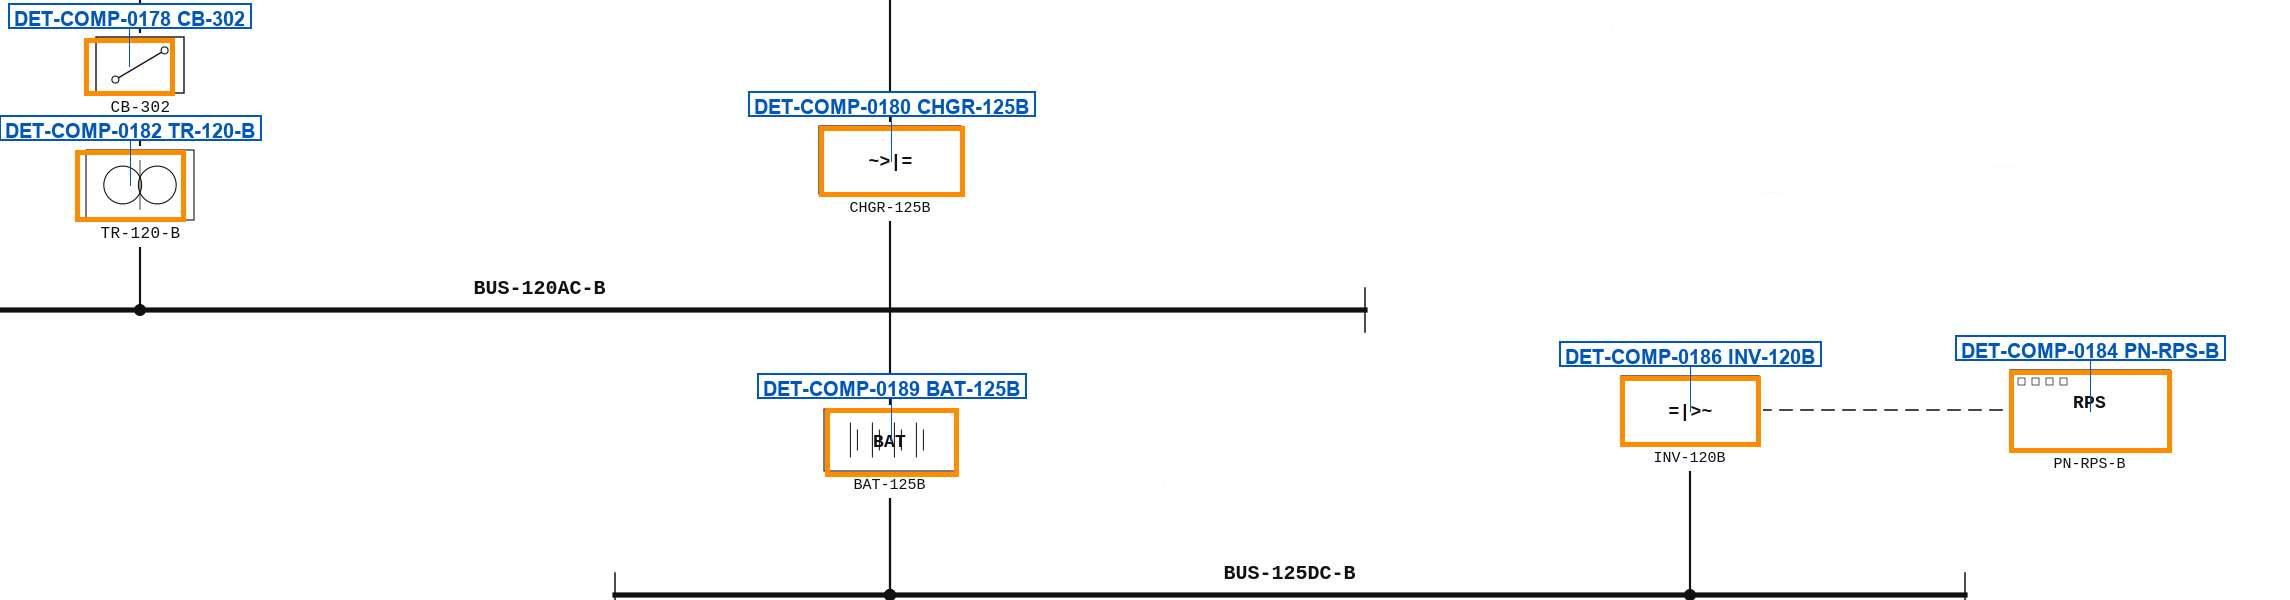 DET-COMP-0178 CB-302
CB-302
DET-COMP-0180 CHGR-125B
~>|=
CHGR-125B
DET-COMP-0182 TR-120-B
TR-120-B
BUS-120AC-B
DET-COMP-0186 INV-120B
=|>~
INV-120B
DET-COMP-0184 PN-RPS-B
RPS
PN-RPS-B
DET-COMP-0189 BAT-125B
BAT
BAT-125B
BUS-125DC-B